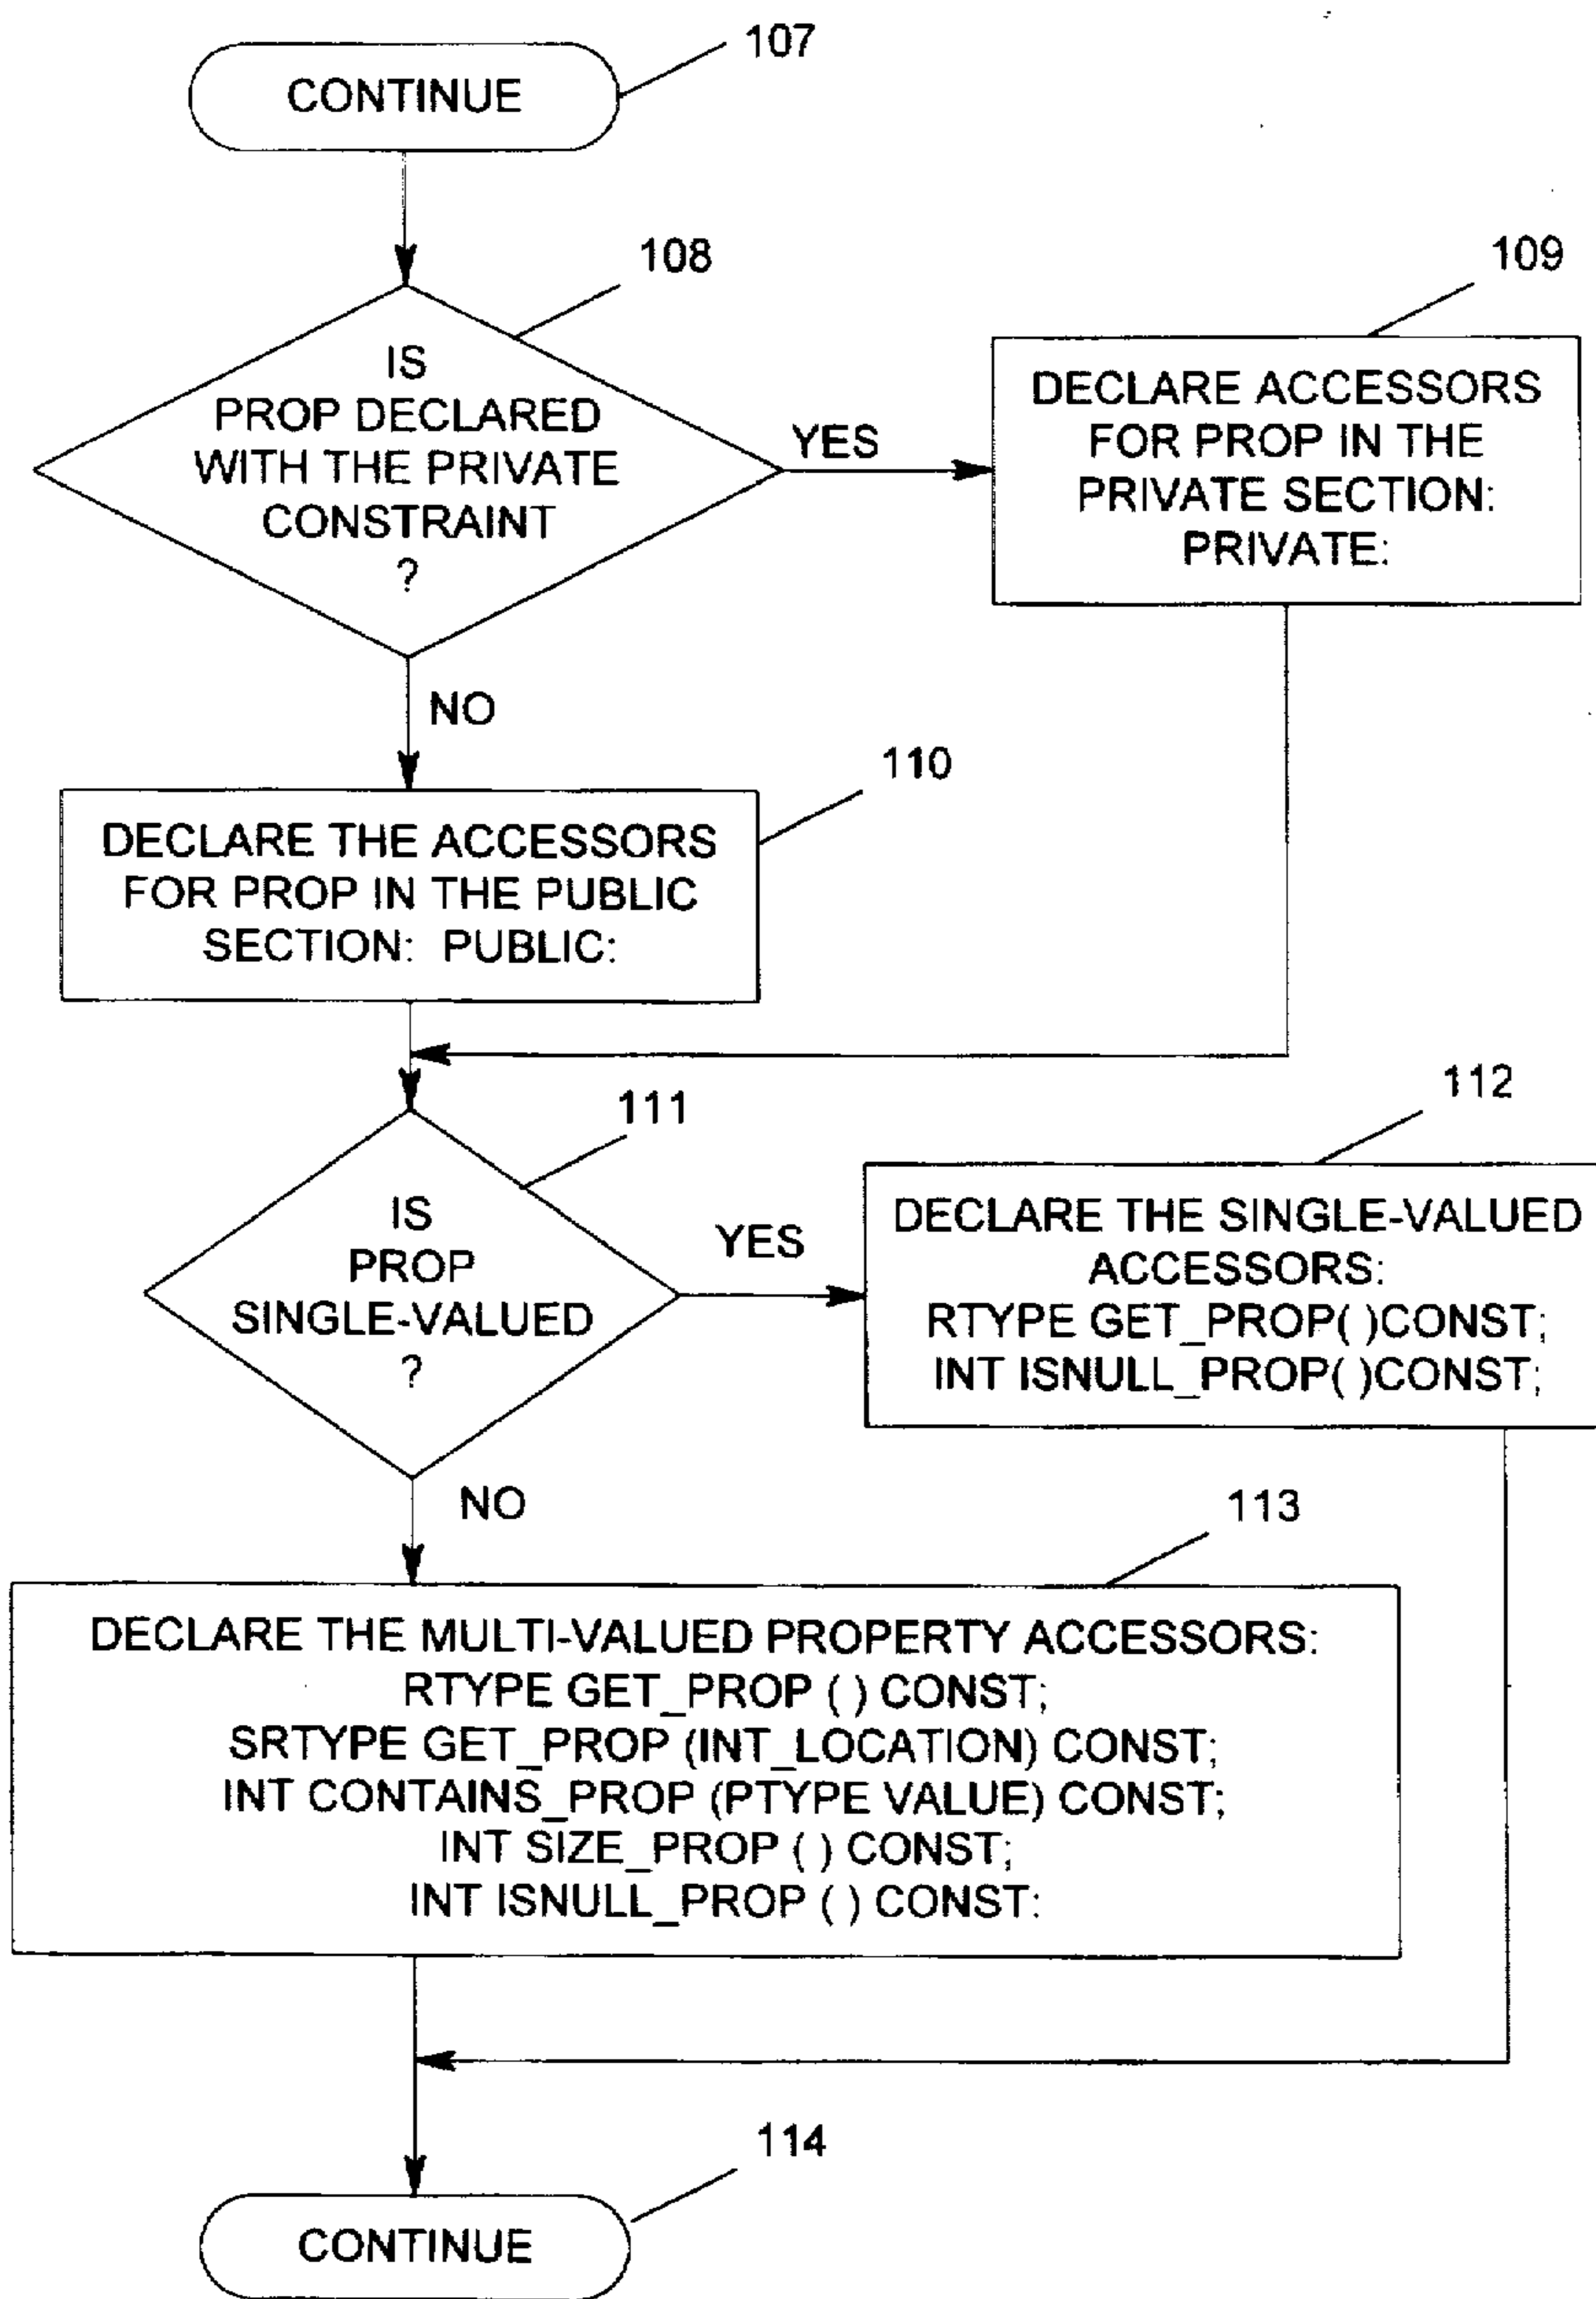 107
CONTINUE
108
IS
PROP DECLARED
WITH THE PRIVATE
CONSTRAINT
?
YES
109
DECLARE ACCESSORS
FOR PROP IN THE
PRIVATE SECTION:
PRIVATE:
NO
110
DECLARE THE ACCESSORS
FOR PROP IN THE PUBLIC
SECTION: PUBLIC:
111
IS
PROP
SINGLE-VALUED
?
YES
112
DECLARE THE SINGLE-VALUED
ACCESSORS:
RTYPE GET_PROP( )CONST;
INT ISNULL_PROP( )CONST;
NO
113
DECLARE THE MULTI-VALUED PROPERTY ACCESSORS:
RTYPE GET_PROP ( ) CONST;
SRTYPE GET_PROP (INT_LOCATION) CONST;
INT CONTAINS_PROP (PTYPE VALUE) CONST;
INT SIZE_PROP ( ) CONST;
INT ISNULL_PROP ( ) CONST:
114
CONTINUE